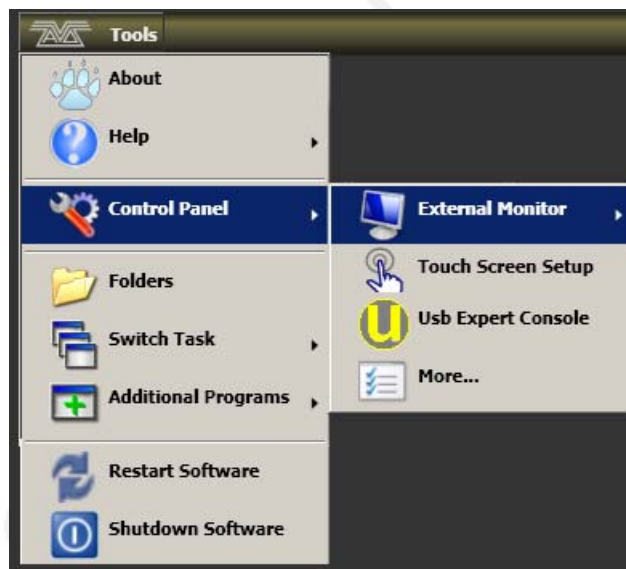 Tools
About
Help
Control Panel
External Monitor
Touch Screen Setup
Folders
Usb Expert Console
Switch Task
More...
Additional Programs
Restart Software
Shutdown Software